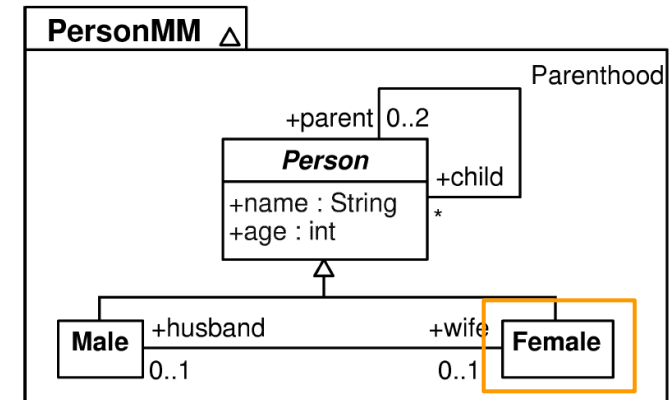 PersonMM
Parenthood
+parent 0..2
Person
+child
+name : String
*
+age : int
+husband
+wife
Male
Female
0..1
0..1